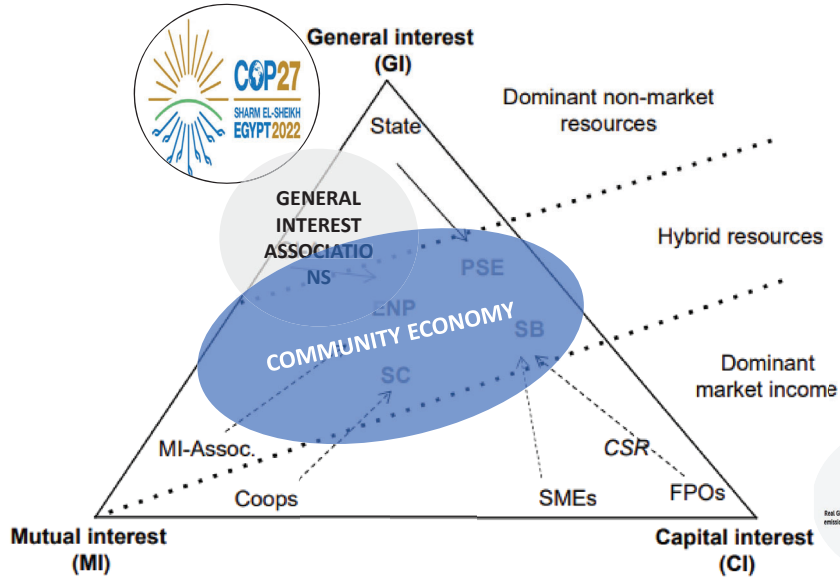 General interest
(GI)
COP27
SHARM EL-SHEIKH
EGYPT2022
Dominant non-market
resources
State
GENERAL
INTEREST
ASSOCIATIO
NS
Hybrid resources
PSE
ENP
COMMUNITY ECONOMY
SB
SC
Dominant
market income
MI-Assoc.
CSR
Coops
SMEs
FPOs
Mutual interest
(MI)
Capital interest
(CI)